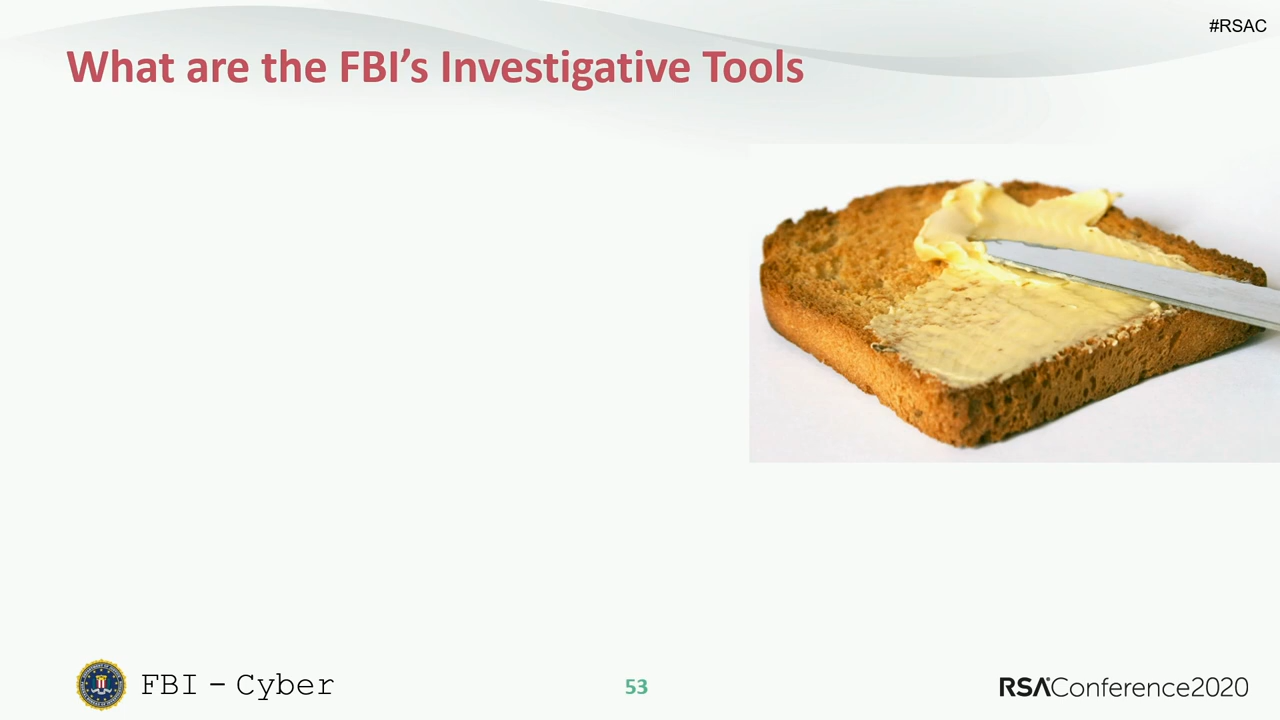 #RSAC
What are the FBI’s Investigative Tools
FBI – Cyber
53
RSAConference2020